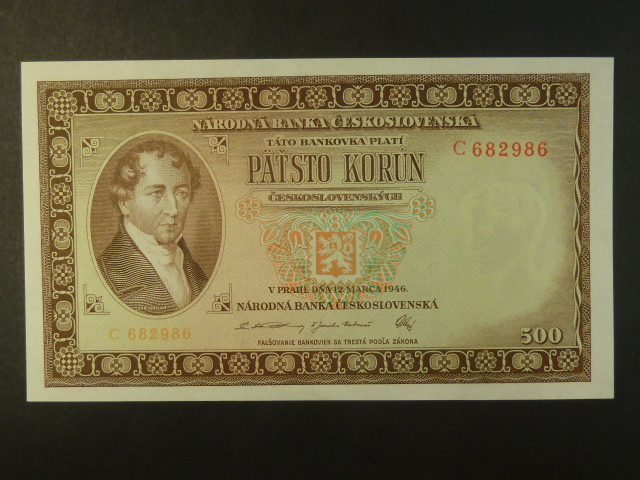 NÁRODNÁ BANKA ČESKOSLOVENSKÁ
TÁTO BANKOVKA PLATÍ
C 682986
PÄŤSTO KORÚN
ČESKOSLOVENSKÝCH
V PRAHE DŇA 12. MARCA 1946.
NÁRODNÁ BANKA ČESKOSLOVENSKÁ
C 682986
500
FALŠOVANIE BANKOVIEK SA TRESTÁ PODĽA ZÁKONA